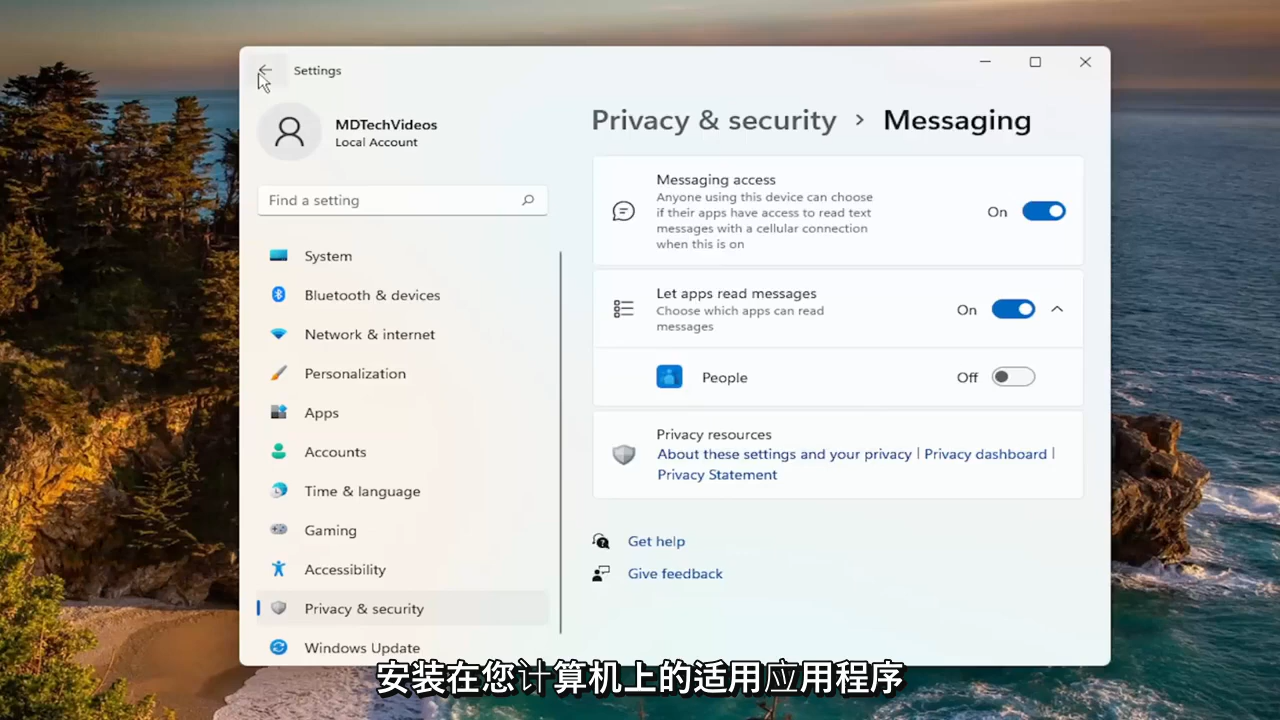 Settings
MDTechVideos
Local Account
Find a setting
System
Bluetooth & devices
Network & internet
Personalization
Apps
Accounts
Time & language
Gaming
Accessibility
Privacy & security
Windows Update
Privacy & security > Messaging
Messaging access
Anyone using this device can choose
if their apps have access to read text
messages with a cellular connection
when this is on
On
Let apps read messages
Choose which apps can read
messages
On
People
Off
Privacy resources
About these settings and your privacy | Privacy dashboard |
Privacy Statement
Get help
Give feedback
安装在您计算机上的适用应用程序